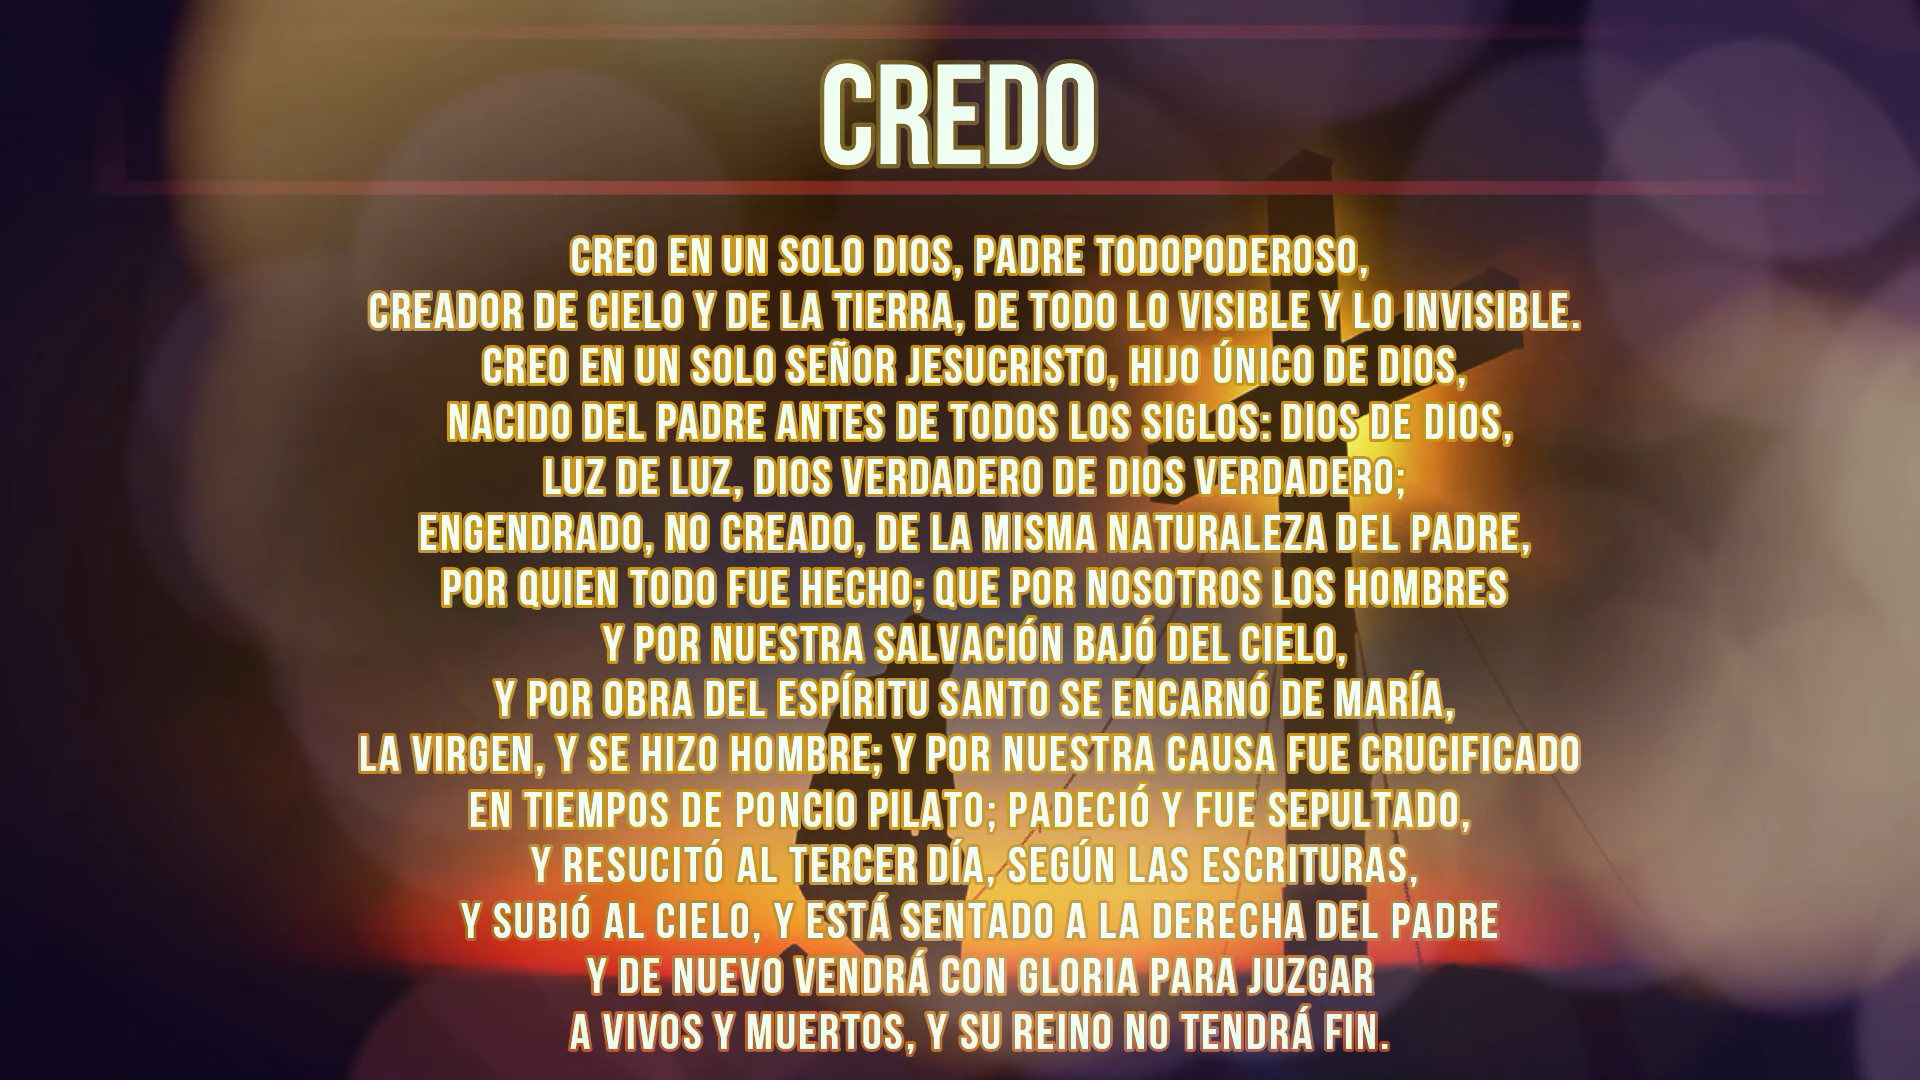 CREDO
CREO EN UN SOLO DIOS, PADRE TODOPODEROSO,
CREADOR DE CIELO Y DE LA TIERRA, DE TODO LO VISIBLE Y LO INVISIBLE.
CREO EN UN SOLO SEÑOR JESUCRISTO, HIJO ÚNICO DE DIOS,
NACIDO DEL PADRE ANTES DE TODOS LOS SIGLOS: DIOS DE DIOS,
LUZ DE LUZ, DIOS VERDADERO DE DIOS VERDADERO;
ENGENDRADO, NO CREADO, DE LA MISMA NATURALEZA DEL PADRE,
POR QUIEN TODO FUE HECHO; QUE POR NOSOTROS LOS HOMBRES
Y POR NUESTRA SALVACIÓN BAJÓ DEL CIELO,
Y POR OBRA DEL ESPÍRITU SANTO SE ENCARNÓ DE MARÍA,
LA VIRGEN, Y SE HIZO HOMBRE; Y POR NUESTRA CAUSA FUE CRUCIFICADO
EN TIEMPOS DE PONCIO PILATO; PADECIÓ Y FUE SEPULTADO,
Y RESUCITÓ AL TERCER DÍA, SEGÚN LAS ESCRITURAS,
Y SUBIÓ AL CIELO, Y ESTÁ SENTADO A LA DERECHA DEL PADRE
Y DE NUEVO VENDRÁ CON GLORIA PARA JUZGAR
A VIVOS Y MUERTOS, Y SU REINO NO TENDRÁ FIN.